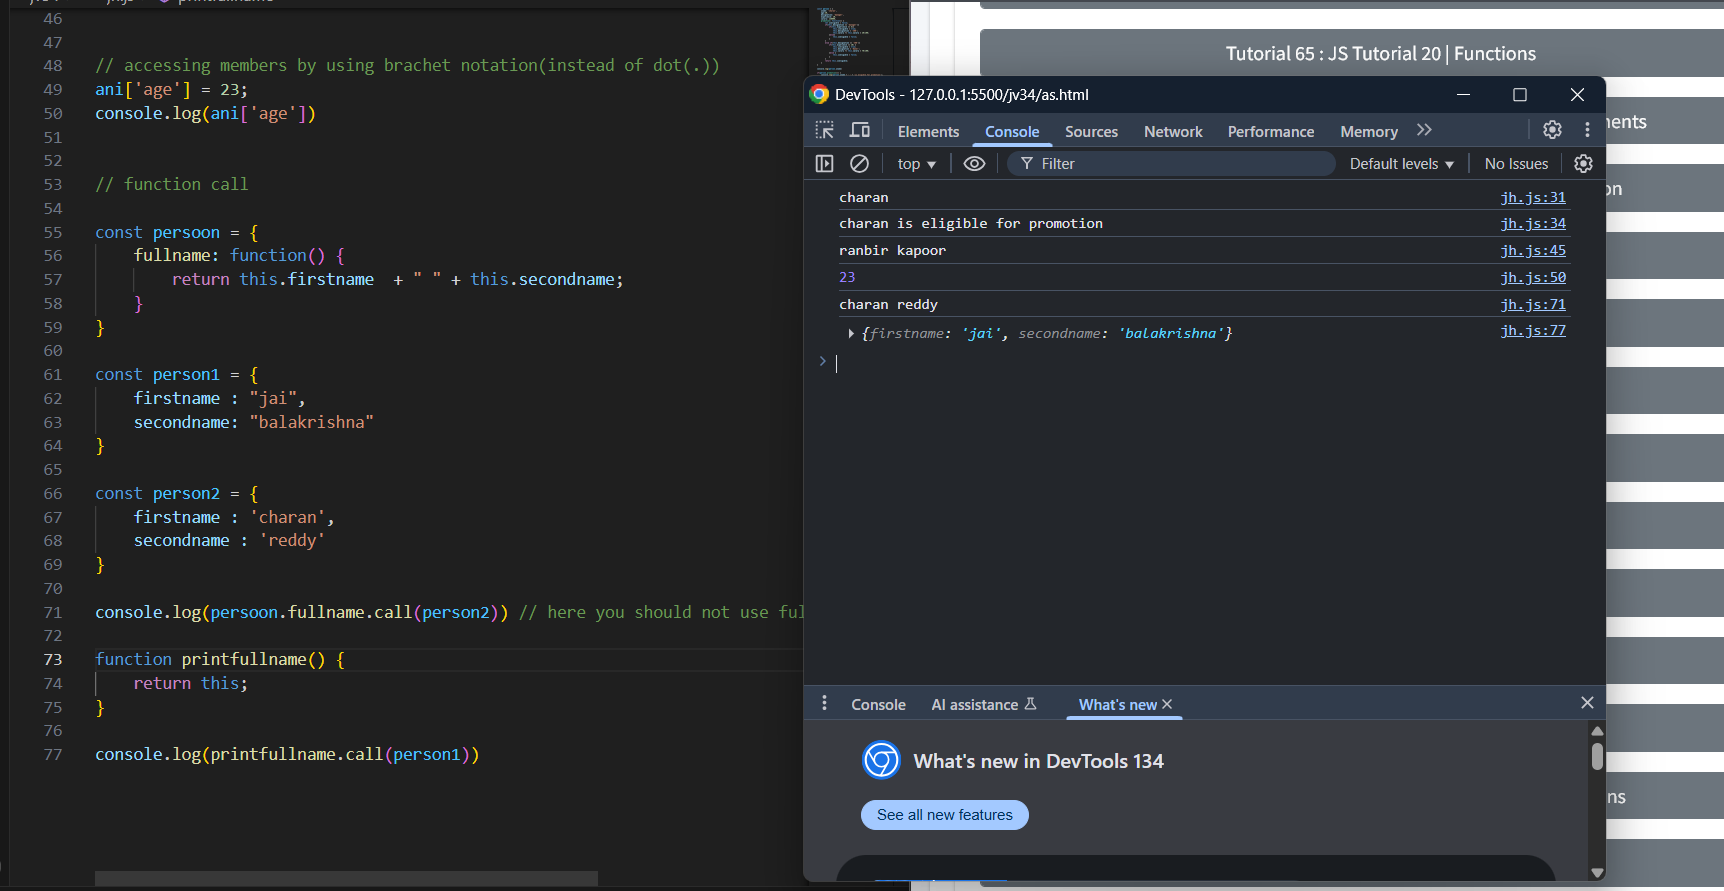 printfullname
46
47
48 // accessing members by using brachet notation(instead of dot(.))
49 ani['age'] = 23;
50 console.log(ani['age'])
51
52
53 // function call
54
55 const persoon = {
56 fullname: function() {
57 return this.firstname + " " + this.secondname;
58 }
59 }
60
61 const person1 = {
62 firstname : "jai",
63 secondname: "balakrishna"
64 }
65
66 const person2 = {
67 firstname : 'charan',
68 secondname : 'reddy'
69 }
70
71 console.log(persoon.fullname.call(person2)) // here you should not use ful
72
73 function printfullname() {
74 return this;
75 }
76
77 console.log(printfullname.call(person1))
Tutorial 65 : JS Tutorial 20 | Functions
DevTools - 127.0.0.1:5500/jv34/as.html
Elements Console Sources Network Performance Memory
top Filter Default levels No Issues
charan jh.js:31
charan is eligible for promotion jh.js:34
ranbir kapoor jh.js:45
23 jh.js:50
charan reddy jh.js:71
{firstname: 'jai', secondname: 'balakrishna'} jh.js:77
Console AI assistance What's new
What's new in DevTools 134
See all new features
ments
on
ns